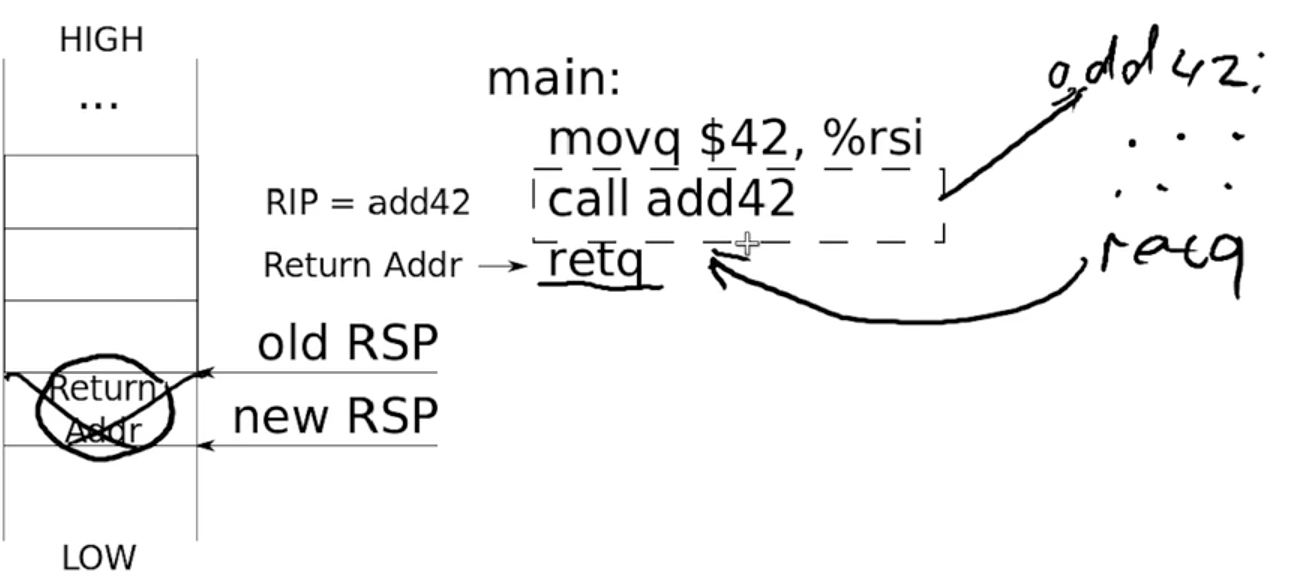 HIGH
...
main:
movq $42, %rsi
RIP = add42
call add42
Return Addr
retq
old RSP
new RSP
Return
Addr
LOW
add42:
. . .
. . .
retq